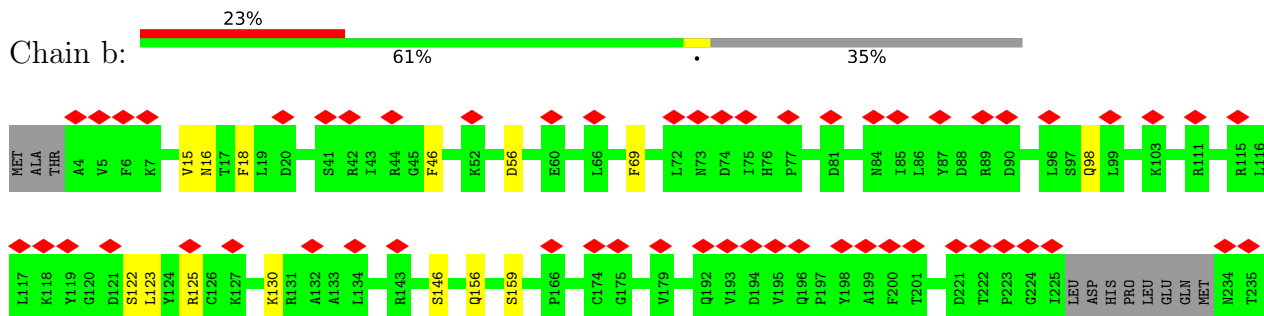 23%
Chain b:
61% • 35%
MET ALA THR A4 V5 F6 K7 V15 N16 T17 F18 L19 D20 S41 R42 I43 R44 G45 F46 K52 D56 E60 L66 F69 L72 N73 D74 I75 H76 P77 D81 N84 I85 L86 Y87 D88 R89 D90 L96 S97 Q98 L99 K103 R111 R115 L116
L117 K118 Y119 G120 D121 S122 L123 Y124 R125 C126 K127 K130 R131 A132 A133 L134 R143 S146 Q156 S159 P166 C174 G175 V179 Q192 V193 D194 V195 Q196 P197 Y198 A199 F200 T201 D221 T222 P223 G224 I225 LEU ASP HIS PRO LEU GLU GLN MET N234 T235